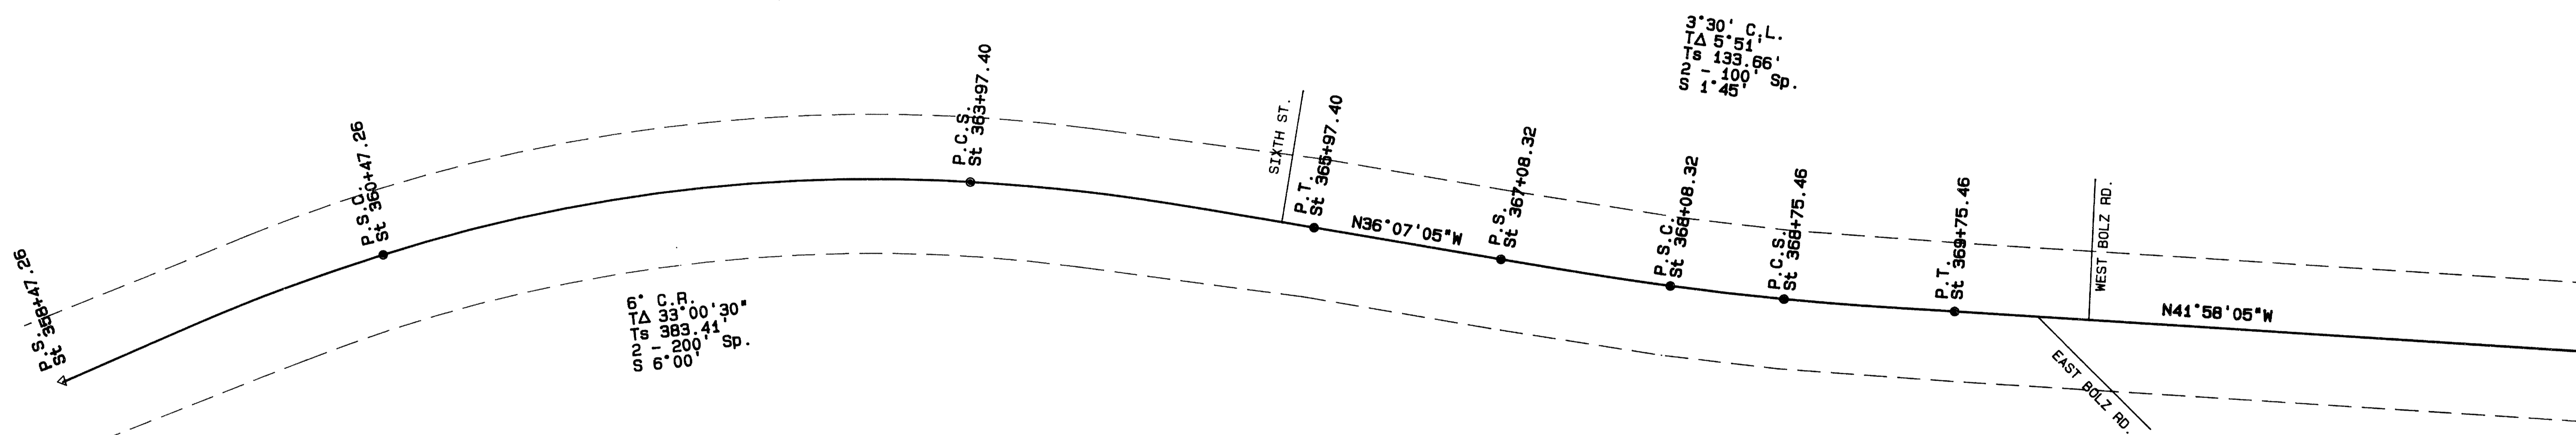 P.S.
St 358+47.26
P.S.C.
St 360+47.26
6° C.R.
TΔ 33°00'30"
Ts 383.41'
2 - 200' Sp.
S 6°00'
P.C.S.
St 363+97.40
SIXTH ST.
P.T.
St 365+97.40
N36°07'05"W
P.S.
St 367+08.32
3°30' C.L.
TΔ 5°51'
Ts 133.66'
2 - 100' Sp.
S 1°45'
P.S.C.
St 368+08.32
P.C.S.
St 368+75.46
P.T.
St 369+75.46
WEST BOLZ RD.
EAST BOLZ RD.
N41°58'05"W